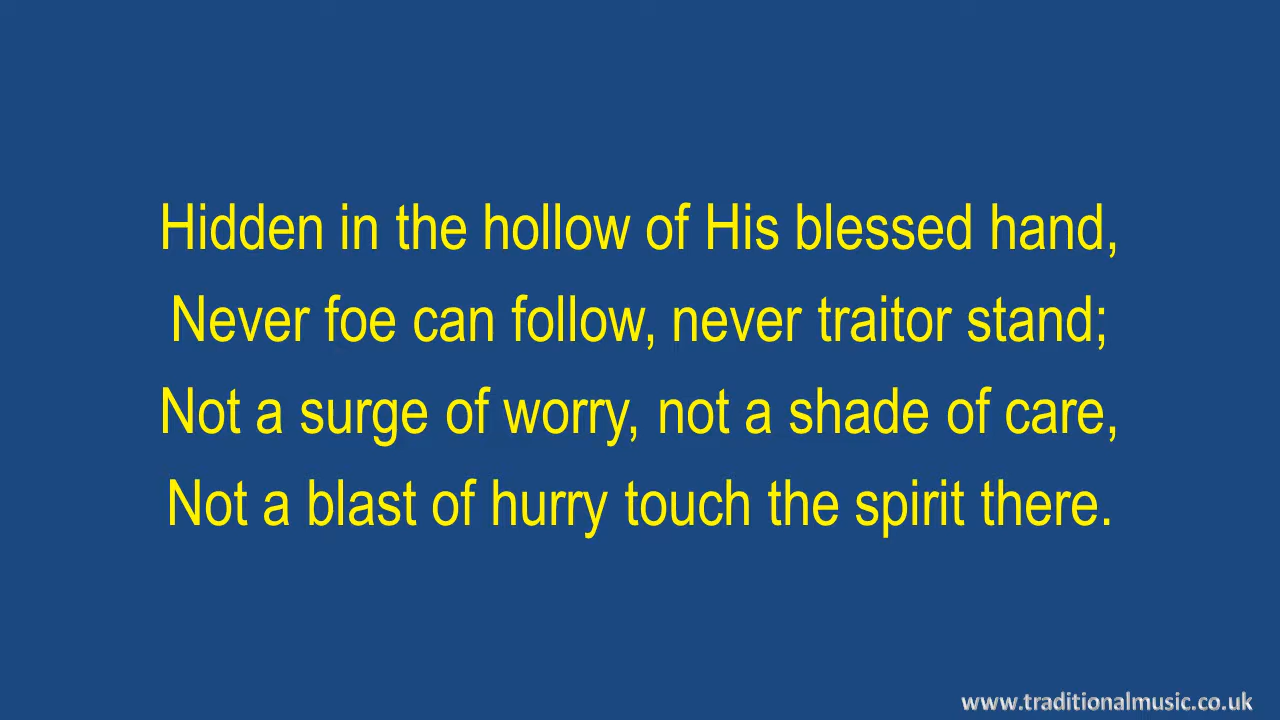 Hidden in the hollow of His blessed hand,
Never foe can follow, never traitor stand;
Not a surge of worry, not a shade of care,
Not a blast of hurry touch the spirit there.
www.traditionalmusic.co.uk